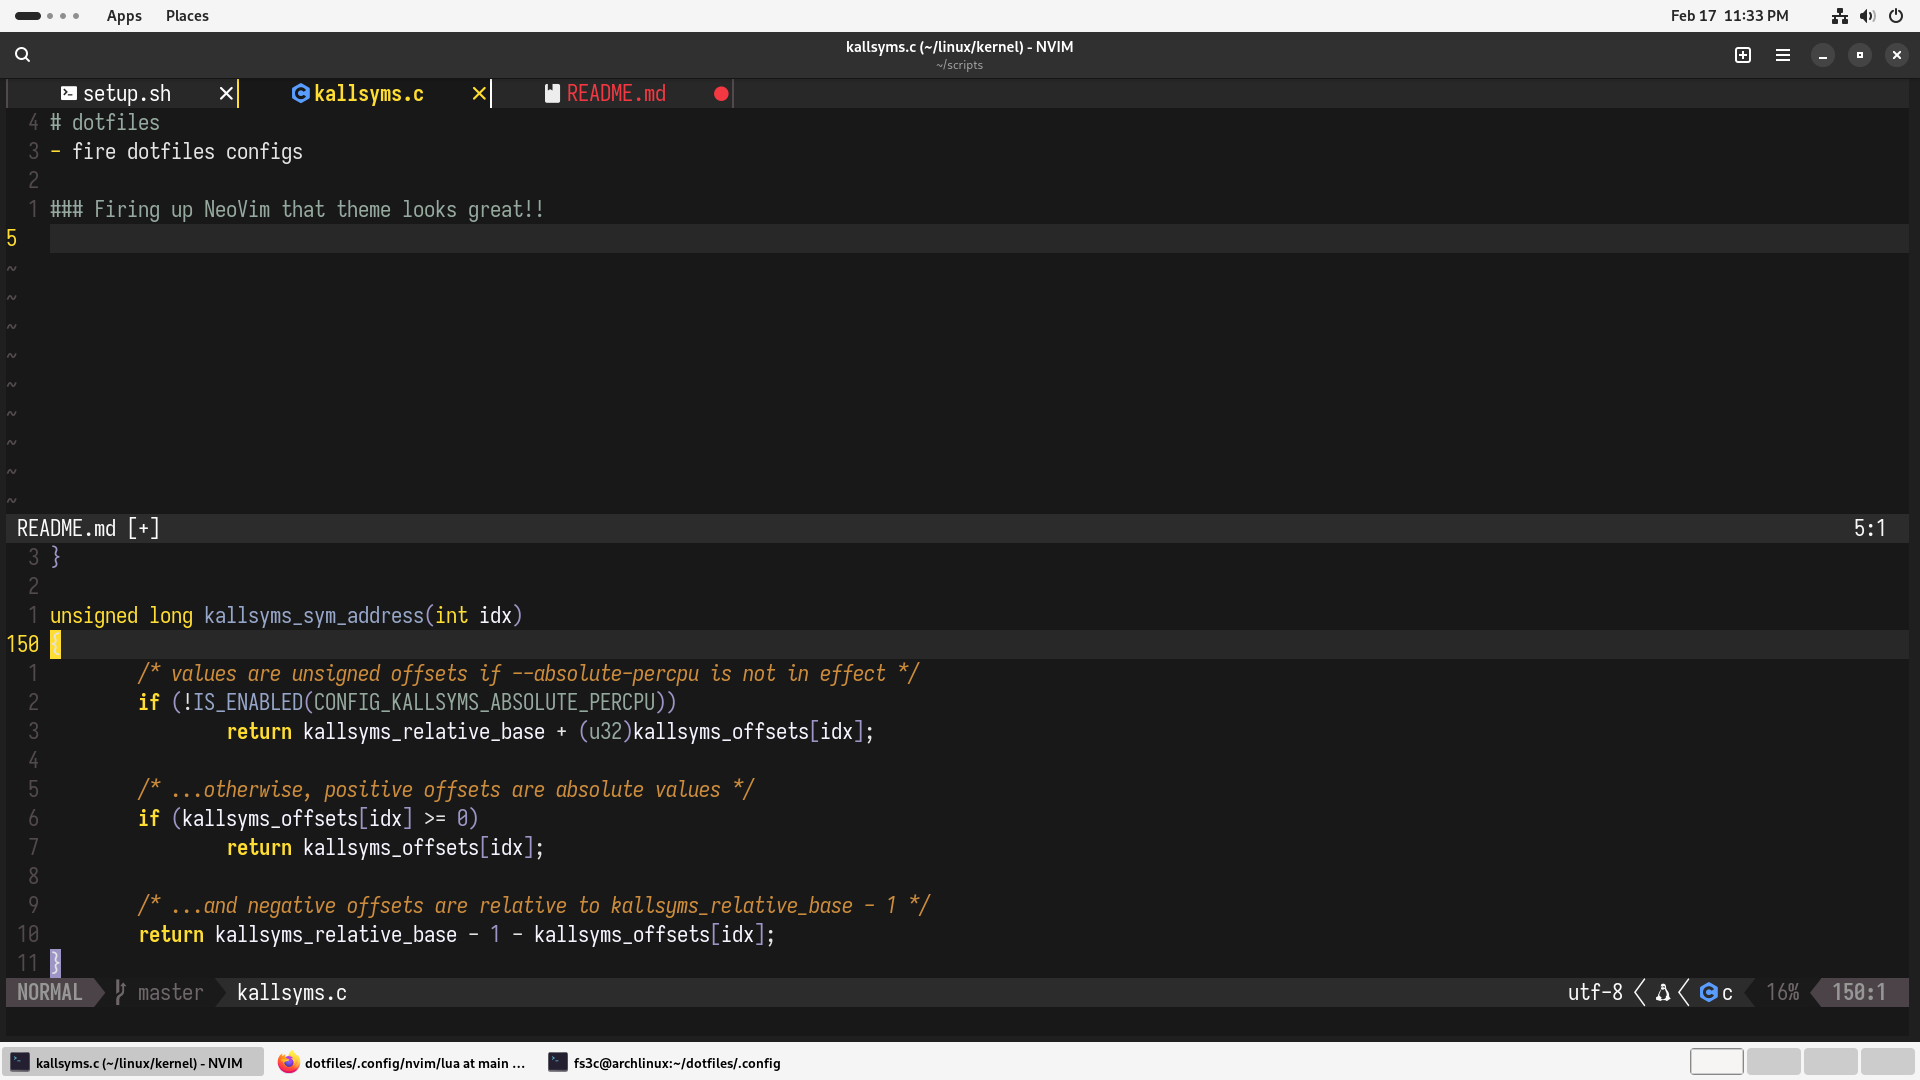 Apps Places Feb 17 11:33 PM
kallsyms.c (~/linux/kernel) - NVIM
~/scripts
setup.sh kallsyms.c README.md
4 # dotfiles
3 - fire dotfiles configs
2
1 ### Firing up NeoVim that theme looks great!!
5
~
~
~
~
~
~
~
~
~
README.md [+] 5:1
3 }
2
1 unsigned long kallsyms_sym_address(int idx)
150 {
1 /* values are unsigned offsets if --absolute-percpu is not in effect */
2 if (!IS_ENABLED(CONFIG_KALLSYMS_ABSOLUTE_PERCPU))
3 return kallsyms_relative_base + (u32)kallsyms_offsets[idx];
4
5 /* ...otherwise, positive offsets are absolute values */
6 if (kallsyms_offsets[idx] >= 0)
7 return kallsyms_offsets[idx];
8
9 /* ...and negative offsets are relative to kallsyms_relative_base - 1 */
10 return kallsyms_relative_base - 1 - kallsyms_offsets[idx];
11 }
NORMAL master kallsyms.c utf-8 c 16% 150:1
kallsyms.c (~/linux/kernel) - NVIM dotfiles/.config/nvim/lua at main ... fs3c@archlinux:~/dotfiles/.config